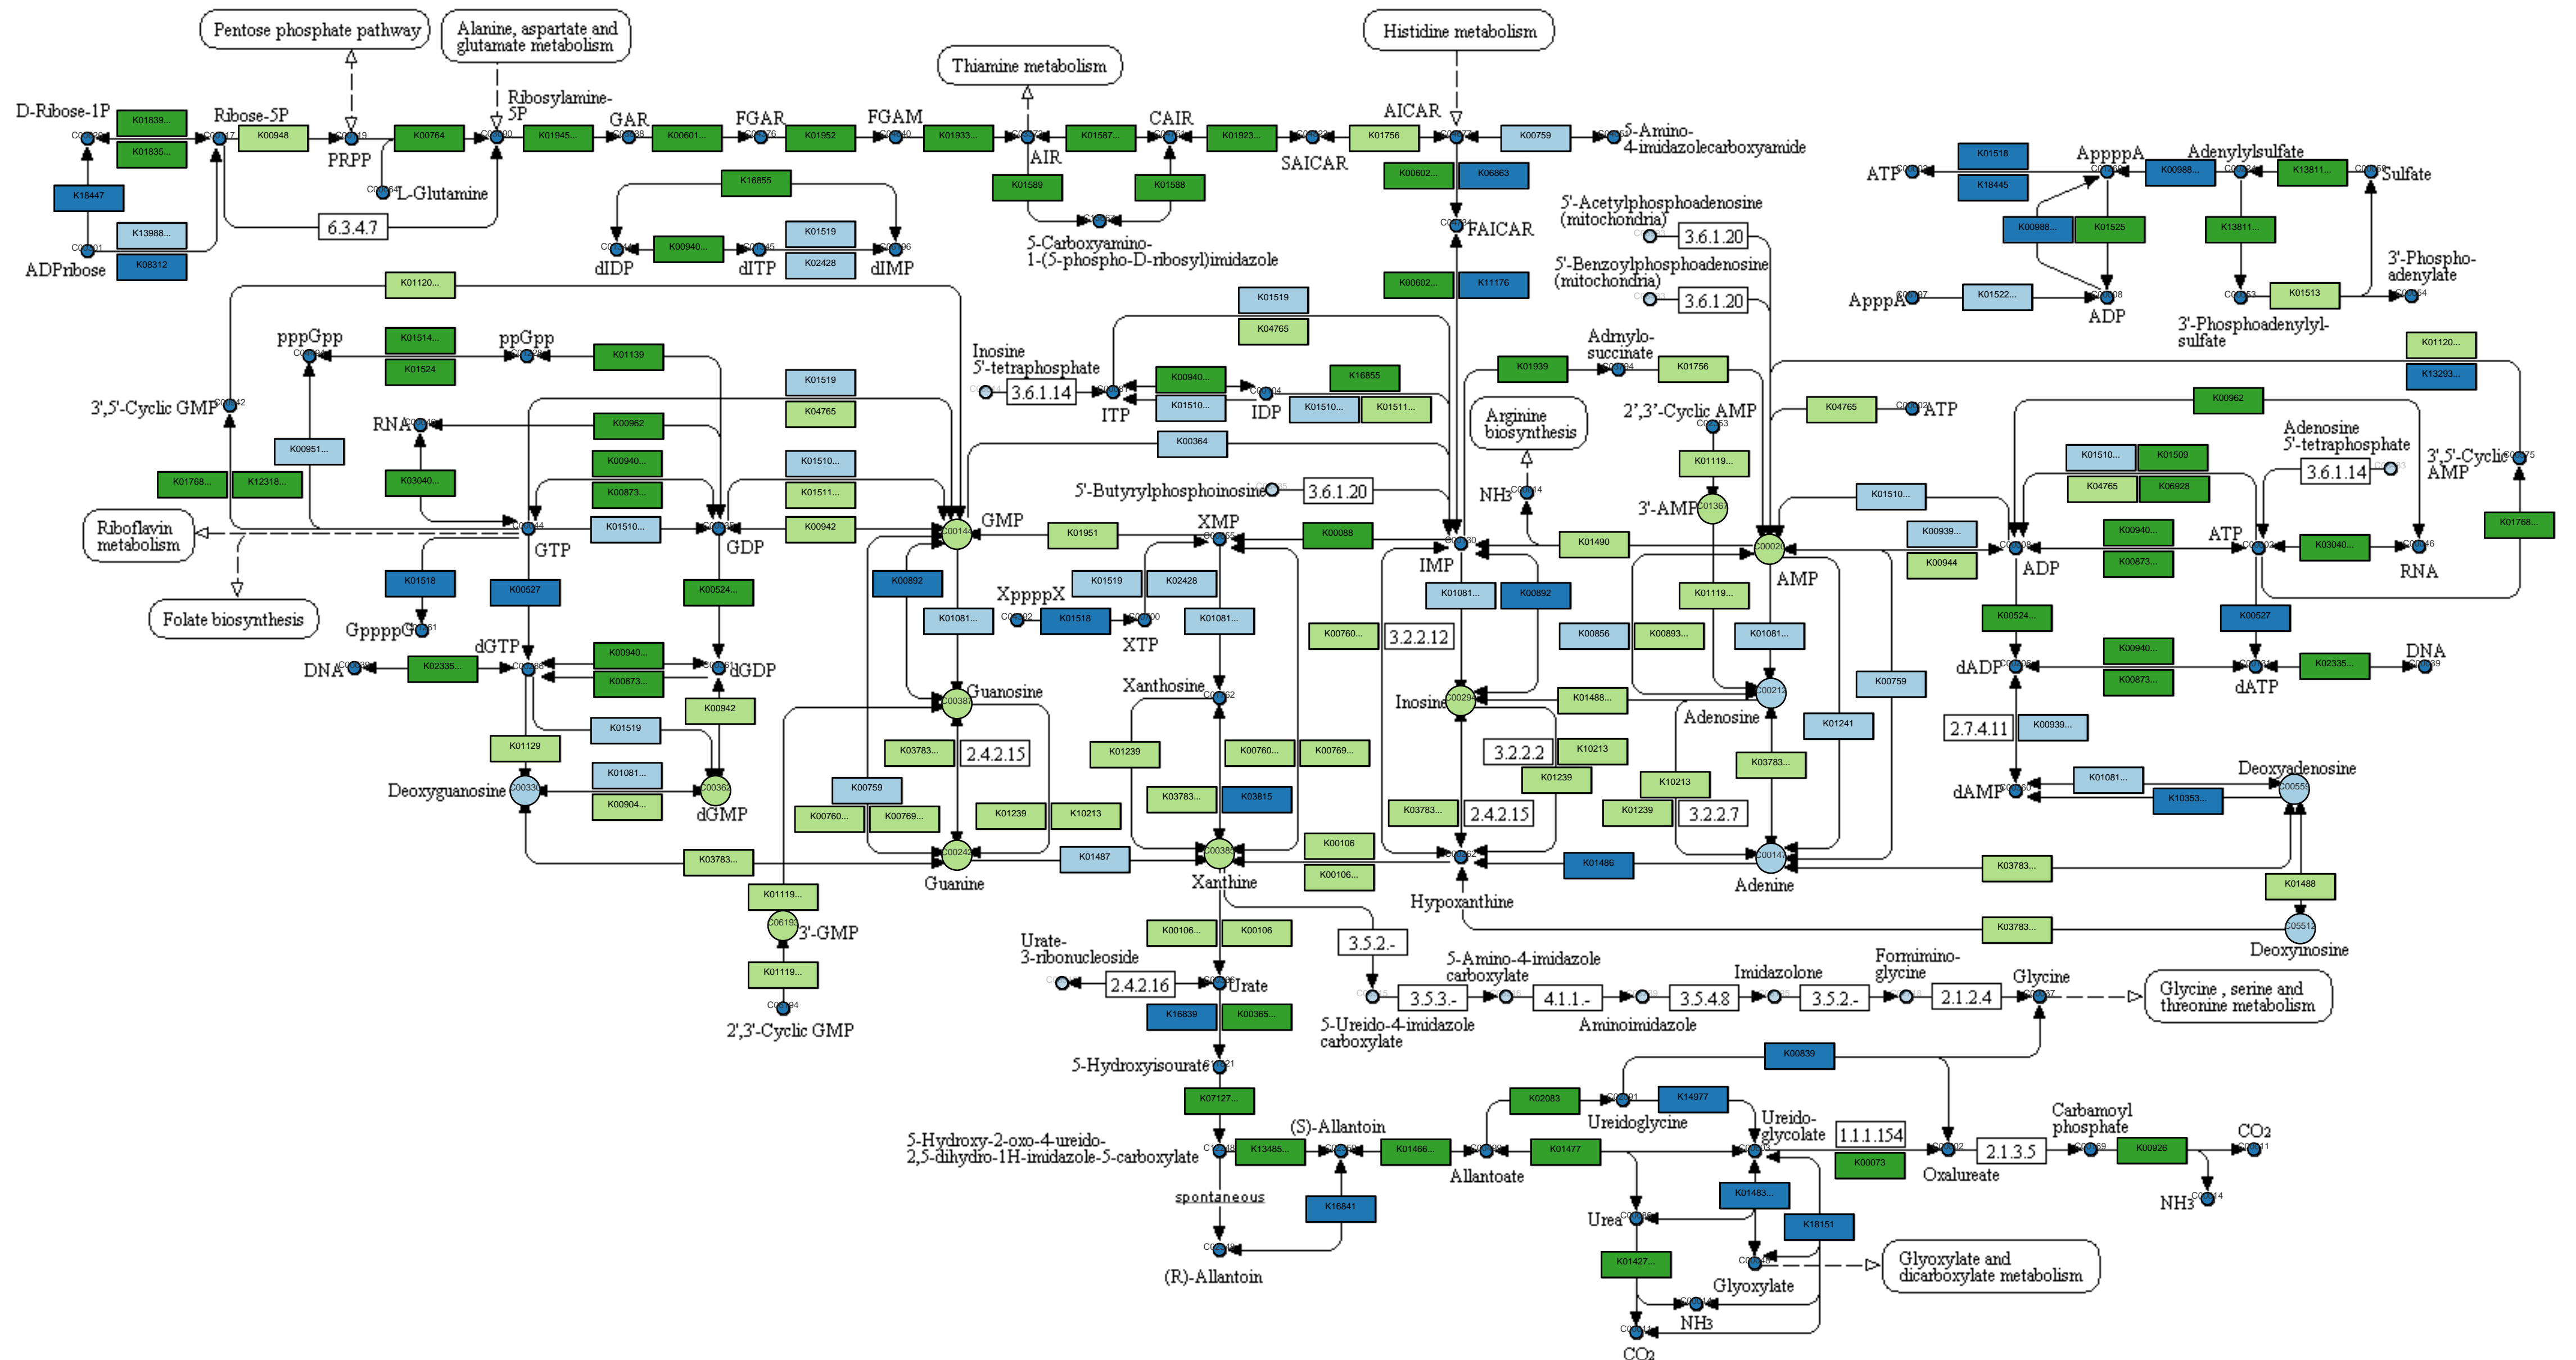 Pentose phosphate pathway
Alanine, aspartate and
glutamate metabolism
Histidine metabolism
Thiamine metabolism
D-Ribose-1P
K01839...
K01835...
Ribose-5P
K00948
PRPP
K00764
Ribosylamine-
5P
K01945...
GAR
K00601...
FGAR
K01952
FGAM
K01933...
AIR
K01587...
CAIR
K01923...
SAICAR
K01756
AICAR
K00759
5-Amino-
4-imidazolecarboxyamide
K18447
K13988...
K08312
ADPribose
L-Glutamine
6.3.4.7
K16855
K00940...
K01519
K02428
dIDP
dITP
dIMP
K01589
K01588
5-Carboxyamino-
1-(5-phospho-D-ribosyl)imidazole
K00602...
K06863
FAICAR
K00602...
K11176
5'-Acetylphosphoadenosine
(mitochondria)
3.6.1.20
5'-Benzoylphosphoadenosine
(mitochondria)
3.6.1.20
ATP
K01518
K18445
AppppA
K00988...
Adenylylsulfate
K13811...
Sulfate
K00988...
K01525
K13811...
3'-Phospho-
adenylate
ApppA
K01522...
ADP
K01513
3'-Phosphoadenylyl-
sulfate
K01120...
pppGpp
K01514...
K01524
ppGpp
K01139
K01519
K04765
3',5'-Cyclic GMP
RNA
K00962
K00951...
K01768...
K12318...
K03040...
K00940...
K00873...
K01510...
K01511...
K01519
K04765
Inosine
5'-tetraphosphate
3.6.1.14
K00940...
K01510...
ITP
IDP
K16855
K01510...
K01511...
K00364
5'-Butyrylphosphoinosine
3.6.1.20
K01939
Adrnylo-
succinate
K01756
Arginine
biosynthesis
NH3
2',3'-Cyclic AMP
K01119...
3'-AMP
C01367
K04765
ATP
K01120...
K13293...
K00962
K01510...
K01509
K04765
K06928
Adenosine
5'-tetraphosphate
3.6.1.14
3',5'-Cyclic
AMP
K01768...
Riboflavin
metabolism
Folate biosynthesis
GTP
K01510...
GDP
K00942
C00144
GMP
K01951
XMP
K00088
IMP
K01490
C00020
AMP
K01510...
K00939...
K00944
ADP
K00940...
K00873...
ATP
K03040...
RNA
K01518
GppppG
K00527
K00524...
K00892
K01081...
XppppX
K01518
XTP
K01519
K02428
K01081...
K01081...
K00892
K00760...
3.2.2.12
K01119...
K00856
K00893...
K01081...
K00759
K00524...
K00527
DNA
K02335...
dGTP
K00940...
K00873...
dGDP
K00942
K01519
K01129
Deoxyguanosine
C00330
K01081...
K00904...
C00362
dGMP
C00387
Guanosine
K03783...
2.4.2.15
K00759
K00760...
K00769...
K01239
K10213
Xanthosine
K01239
K00760...
K00769...
K03783...
K03815
Inosine
C00294
K01488...
C00212
Adenosine
3.2.2.2
K10213
K01239
K03783...
2.4.2.15
K10213
K01239
3.2.2.7
K03783...
K01241
dADP
K00940...
K00873...
dATP
K02335...
DNA
2.7.4.11
K00939...
dAMP
K01081...
K10353...
Deoxyadenosine
C00559
K03783...
C00242
Guanine
K01487
C00385
Xanthine
K00106
K00106...
Hypoxanthine
K01486
C00147
Adenine
K03783...
K01488
K03783...
C05512
Deoxyinosine
K01119...
C06193
3'-GMP
K01119...
2',3'-Cyclic GMP
K00106...
K00106
Urate-
3-ribonucleoside
2.4.2.16
Urate
K16839
K00365...
3.5.2.-
5-Ureido-4-imidazole
carboxylate
3.5.3.-
5-Amino-4-imidazole
carboxylate
4.1.1.-
Aminoimidazole
3.5.4.8
Imidazolone
3.5.2.-
Formimino-
glycine
2.1.2.4
Glycine
Glycine , serine and
threonine metabolism
5-Hydroxyisourate
K07127...
5-Hydroxy-2-oxo-4-ureido-
2,5-dihydro-1H-imidazole-5-carboxylate
K13485...
(S)-Allantoin
K01466...
Allantoate
K02083
Ureidoglycine
K14977
K00839
K01477
Ureido-
glycolate
1.1.1.154
K00073
Oxalureate
2.1.3.5
Carbamoyl
phosphate
K00926
CO2
NH3
spontaneous
K16841
(R)-Allantoin
Urea
K01483...
K18151
K01427...
Glyoxylate
Glyoxylate and
dicarboxylate metabolism
NH3
CO2